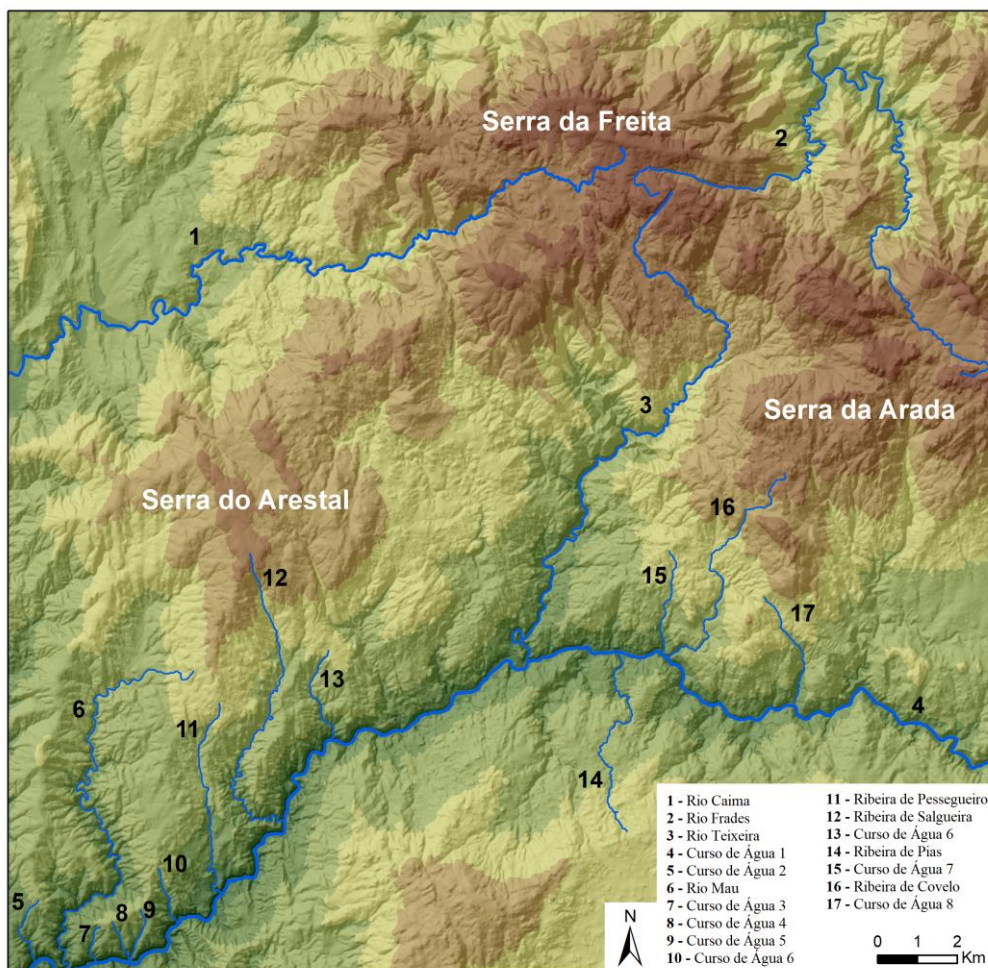 Serra da Freita
2
1
3
Serra da Arada
Serra do Arestal
16
12
15
17
13
6
11
4
14
10
5
8
9
7
1 - Rio Caima
2 - Rio Frades
3 - Rio Teixeira
4 - Curso de Água 1
5 - Curso de Água 2
6 - Rio Mau
7 - Curso de Água 3
8 - Curso de Água 4
9 - Curso de Água 5
10 - Curso de Água 6
11 - Ribeira de Pessegueiro
12 - Ribeira de Salgueira
13 - Curso de Água 6
14 - Ribeira de Pias
15 - Curso de Água 7
16 - Ribeira de Covelo
17 - Curso de Água 8
N
0 1 2
Km